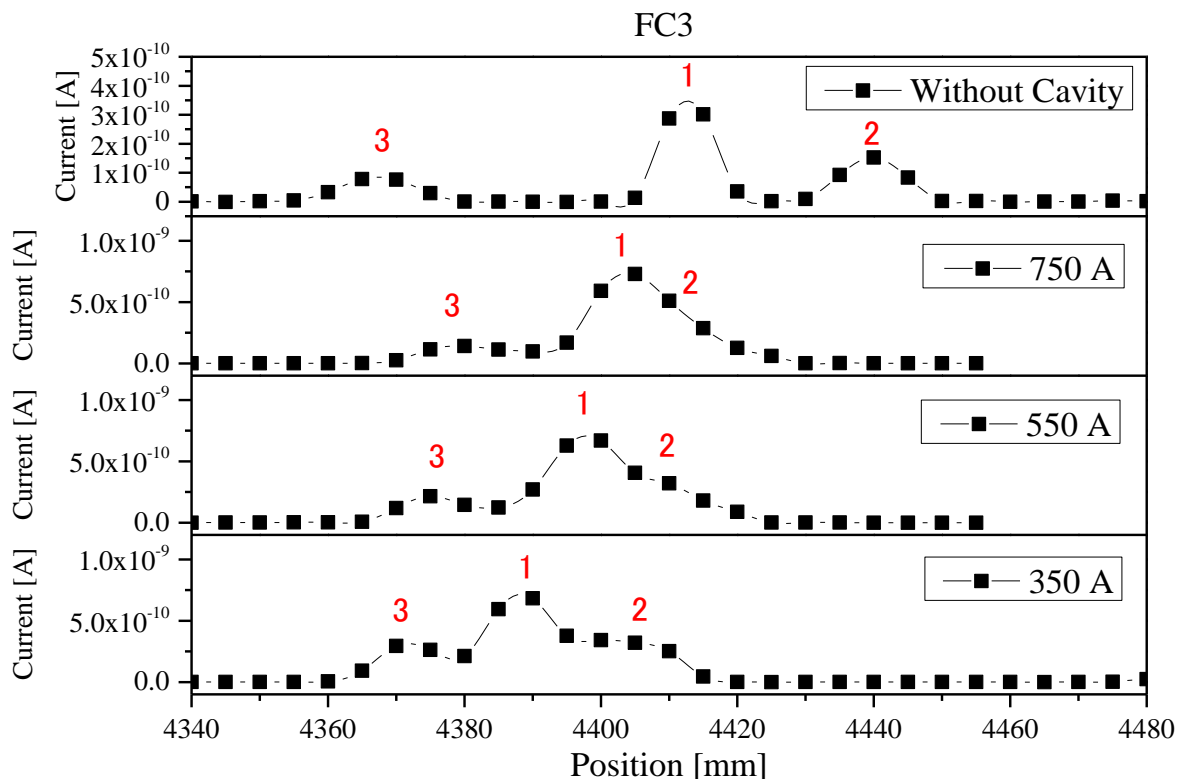 FC3
Current [A]
5x10-10
4x10-10
3x10-10
2x10-10
1x10-10
0
3
1
2
Without Cavity
Current [A]
1.0x10-9
5.0x10-10
0.0
3
1
2
750 A
Current [A]
1.0x10-9
5.0x10-10
0.0
3
1
2
550 A
Current [A]
1.0x10-9
5.0x10-10
0.0
3
1
2
350 A
4340 4360 4380 4400 4420 4440 4460 4480
Position [mm]